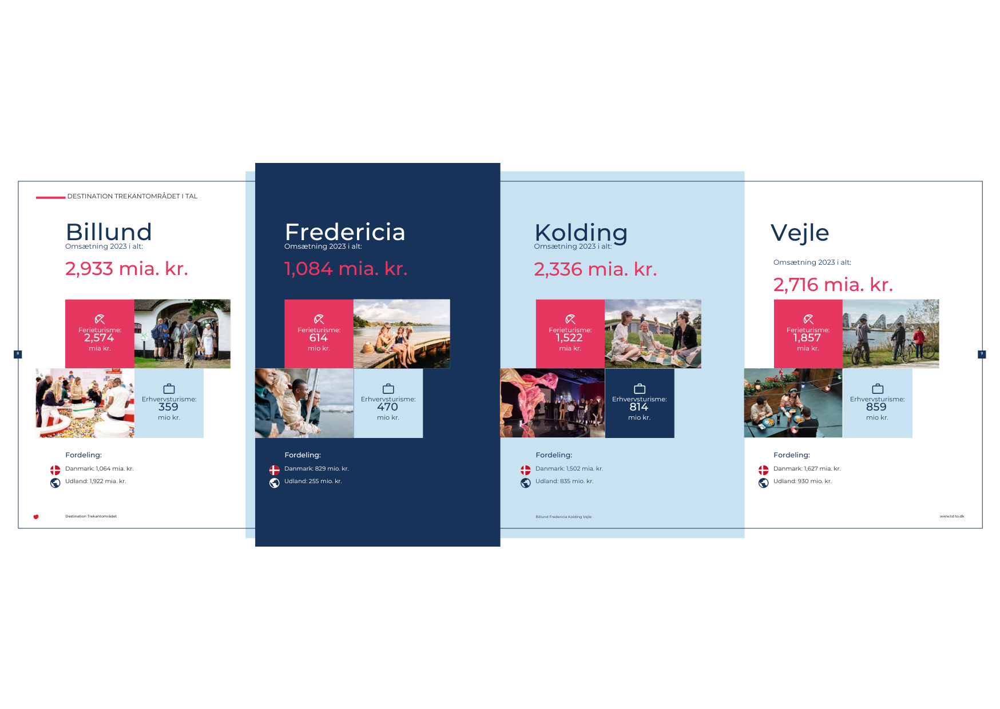 DESTINATION TREKANTOMRÅDET I TAL
Billund
Omsætning 2023 i alt:
2,933 mia. kr.
Ferieturisme:
2,574
mia kr.
Erhvervsturisme:
359
mio kr.
Fordeling:
Danmark: 1,064 mia. kr.
Udland: 1,922 mia. kr.
8
Destination Trekantområdet
Fredericia
Omsætning 2023 i alt:
1,084 mia. kr.
Ferieturisme:
614
mio kr.
Erhvervsturisme:
470
mio kr.
Fordeling:
Danmark: 829 mio. kr.
Udland: 255 mio. kr.
Kolding
Omsætning 2023 i alt:
2,336 mia. kr.
Ferieturisme:
1,522
mia kr.
Erhvervsturisme:
814
mio kr.
Fordeling:
Danmark: 1,502 mia. kr.
Udland: 835 mio. kr.
Billund Fredericia Kolding Vejle
Vejle
Omsætning 2023 i alt:
2,716 mia. kr.
Ferieturisme:
1,857
mia kr.
Erhvervsturisme:
859
mio kr.
Fordeling:
Danmark: 1,627 mia. kr.
Udland: 930 mio. kr.
9
www.td to.dk